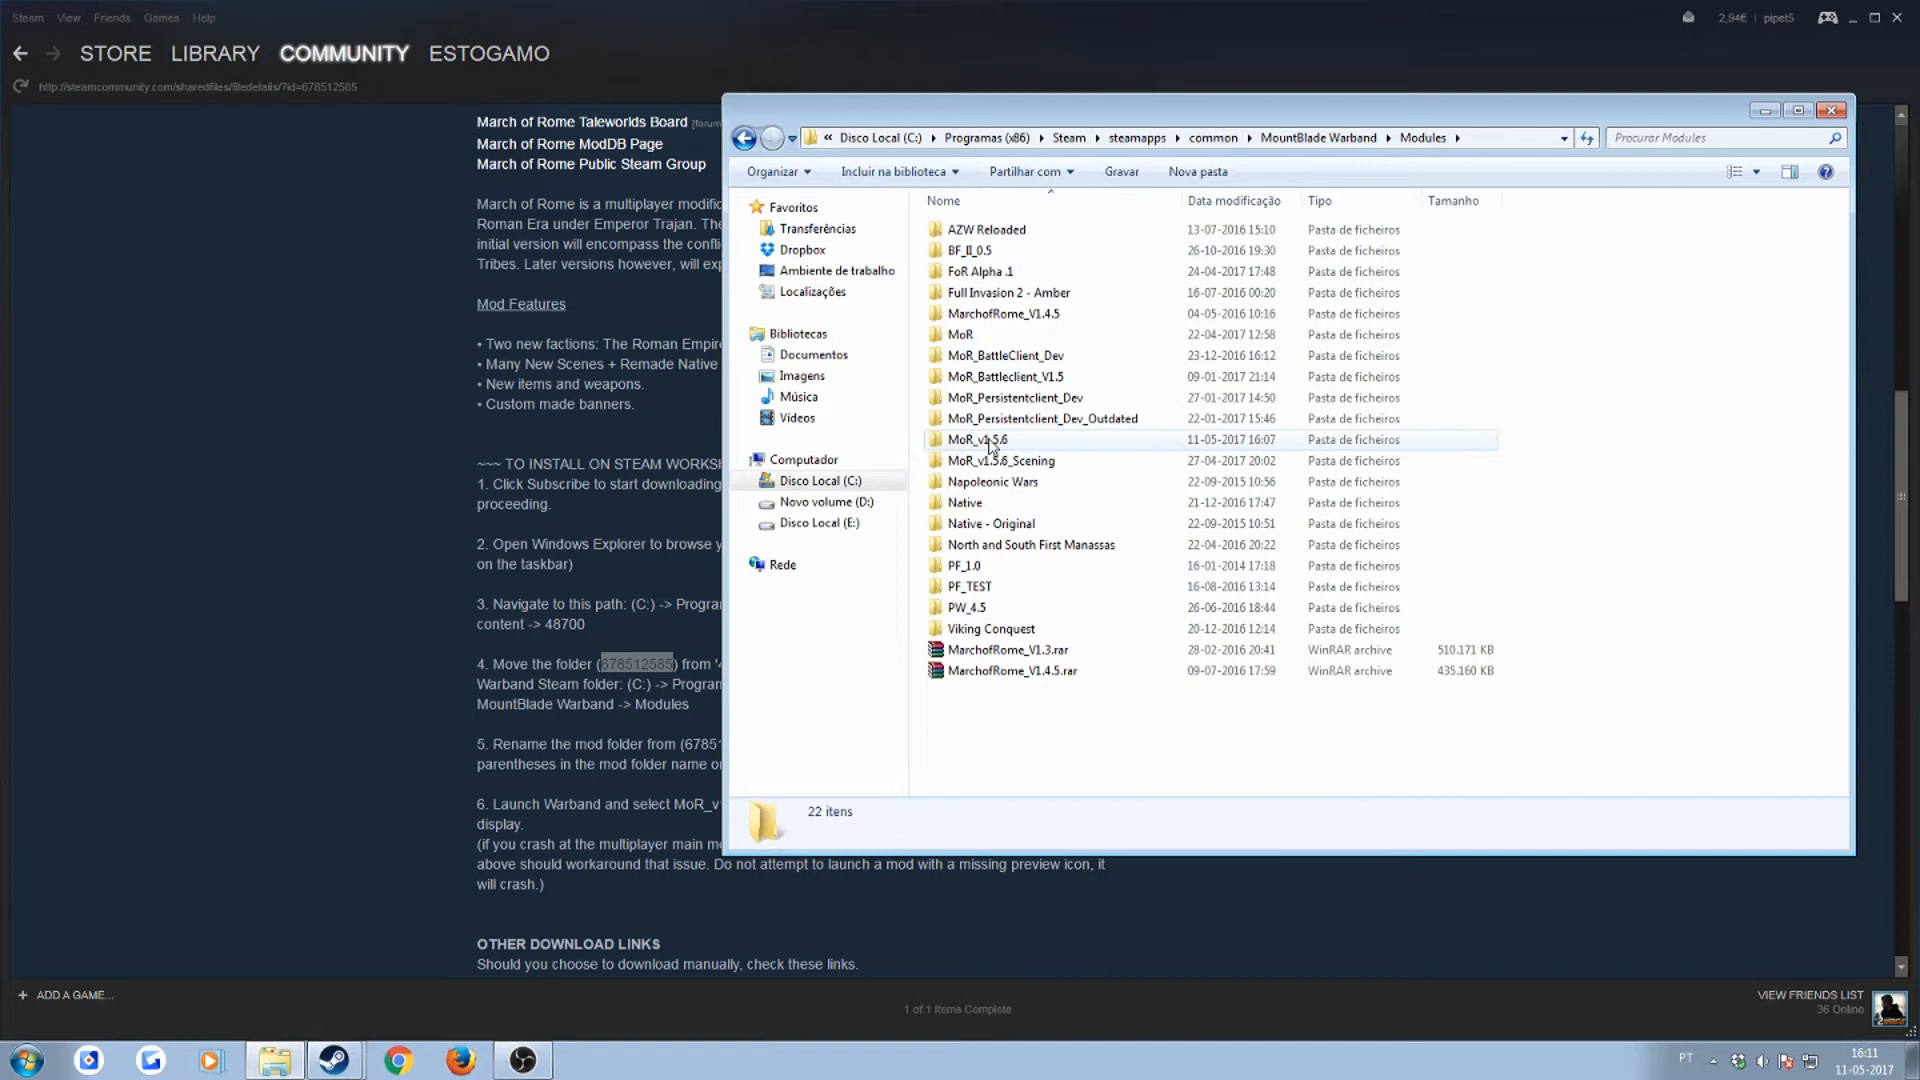 Steam View Friends Games Help
2,94€ | pipet5
STORE LIBRARY COMMUNITY ESTOGAMO
http://steamcommunity.com/sharedfiles/filedetails/?id=678512585
March of Rome Taleworlds Board [forum
March of Rome ModDB Page
March of Rome Public Steam Group
March of Rome is a multiplayer modific
Roman Era under Emperor Trajan. The
initial version will encompass the confli
Tribes. Later versions however, will exp
Mod Features
• Two new factions: The Roman Empire
• Many New Scenes + Remade Native
• New items and weapons.
• Custom made banners.
~~~ TO INSTALL ON STEAM WORKSH
1. Click Subscribe to start downloading
proceeding.
2. Open Windows Explorer to browse y
on the taskbar)
3. Navigate to this path: (C:) -> Program
content -> 48700
4. Move the folder (678512585) from '4
Warband Steam folder: (C:) -> Program
MountBlade Warband -> Modules
5. Rename the mod folder from (67851
parentheses in the mod folder name or
6. Launch Warband and select MoR_v
display.
(if you crash at the multiplayer main me
above should workaround that issue. Do not attempt to launch a mod with a missing preview icon, it
will crash.)
OTHER DOWNLOAD LINKS
Should you choose to download manually, check these links.
« Disco Local (C:) Programas (x86) Steam steamapps common MountBlade Warband Modules
Procurar Modules
Organizar Incluir na biblioteca Partilhar com Gravar Nova pasta
Favoritos
Transferências
Dropbox
Ambiente de trabalho
Localizações
Bibliotecas
Documentos
Imagens
Música
Vídeos
Computador
Disco Local (C:)
Novo volume (D:)
Disco Local (E:)
Rede
Nome Data modificação Tipo Tamanho
AZW Reloaded 13-07-2016 15:10 Pasta de ficheiros
BF_II_0.5 26-10-2016 19:30 Pasta de ficheiros
FoR Alpha .1 24-04-2017 17:48 Pasta de ficheiros
Full Invasion 2 - Amber 16-07-2016 00:20 Pasta de ficheiros
MarchofRome_V1.4.5 04-05-2016 10:16 Pasta de ficheiros
MoR 22-04-2017 12:58 Pasta de ficheiros
MoR_BattleClient_Dev 23-12-2016 16:12 Pasta de ficheiros
MoR_Battleclient_V1.5 09-01-2017 21:14 Pasta de ficheiros
MoR_Persistentclient_Dev 27-01-2017 14:50 Pasta de ficheiros
MoR_Persistentclient_Dev_Outdated 22-01-2017 15:46 Pasta de ficheiros
MoR_v1.5.6 11-05-2017 16:07 Pasta de ficheiros
MoR_v1.5.6_Scening 27-04-2017 20:02 Pasta de ficheiros
Napoleonic Wars 22-09-2015 10:56 Pasta de ficheiros
Native 21-12-2016 17:47 Pasta de ficheiros
Native - Original 22-09-2015 10:51 Pasta de ficheiros
North and South First Manassas 22-04-2016 20:22 Pasta de ficheiros
PF_1.0 16-01-2014 17:18 Pasta de ficheiros
PF_TEST 16-08-2016 13:14 Pasta de ficheiros
PW_4.5 26-06-2016 18:44 Pasta de ficheiros
Viking Conquest 20-12-2016 12:14 Pasta de ficheiros
MarchofRome_V1.3.rar 28-02-2016 20:41 WinRAR archive 510.171 KB
MarchofRome_V1.4.5.rar 09-07-2016 17:59 WinRAR archive 435.160 KB
22 itens
+ ADD A GAME...
1 of 1 Items Complete
VIEW FRIENDS LIST
36 Online
PT
16:11
11-05-2017